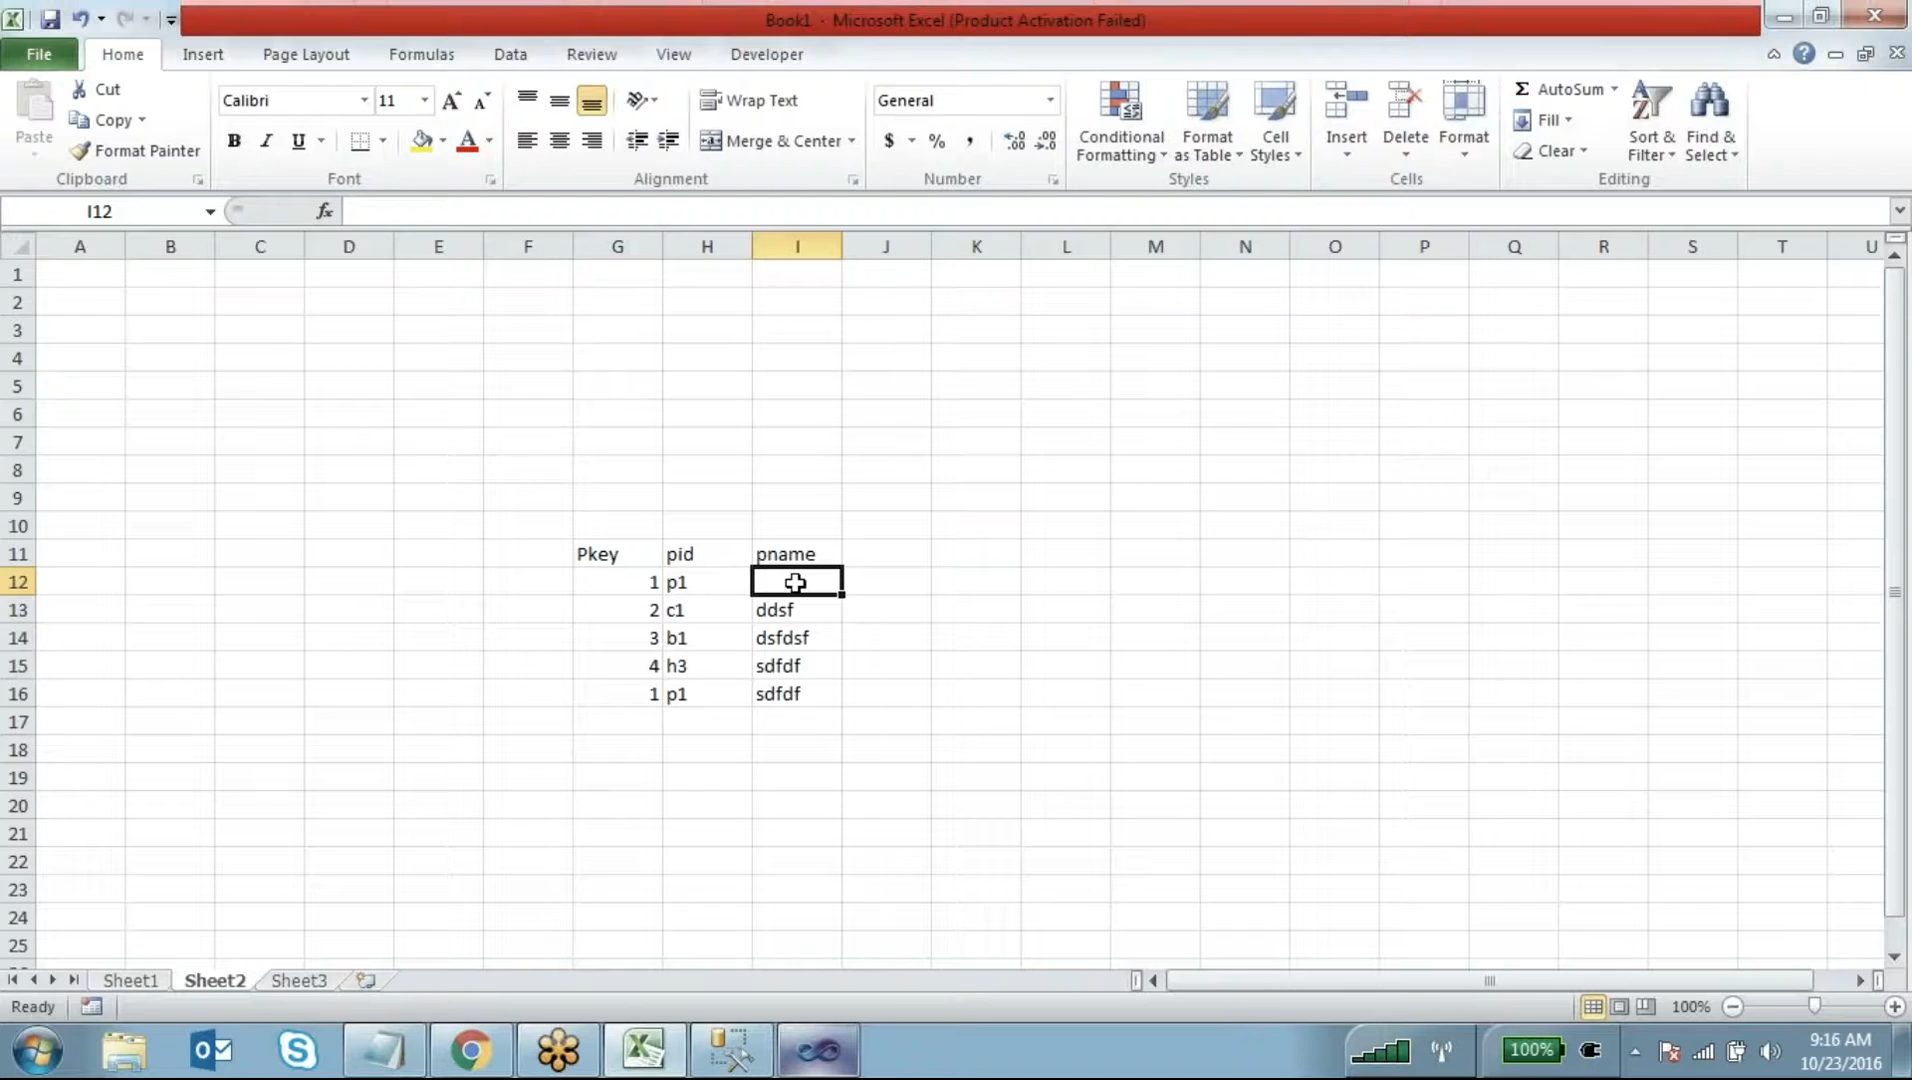 Book1 - Microsoft Excel (Product Activation Failed)
File Home Insert Page Layout Formulas Data Review View Developer
Paste
Cut
Copy
Format Painter
Clipboard
Calibri 11
B I U
Font
Wrap Text
Merge & Center
Alignment
General
$ % ,
Number
Conditional Formatting
Format as Table
Cell Styles
Styles
Insert Delete Format
Cells
AutoSum
Fill
Clear
Sort & Filter
Find & Select
Editing
I12 fx
A B C D E F G H I J K L M N O P Q R S T U
1
2
3
4
5
6
7
8
9
10
11 Pkey pid pname
12 1 p1
13 2 c1 ddsf
14 3 b1 dsfdsf
15 4 h3 sdfdf
16 1 p1 sdfdf
17
18
19
20
21
22
23
24
25
Sheet1 Sheet2 Sheet3
Ready 100%
100% 9:16 AM
10/23/2016